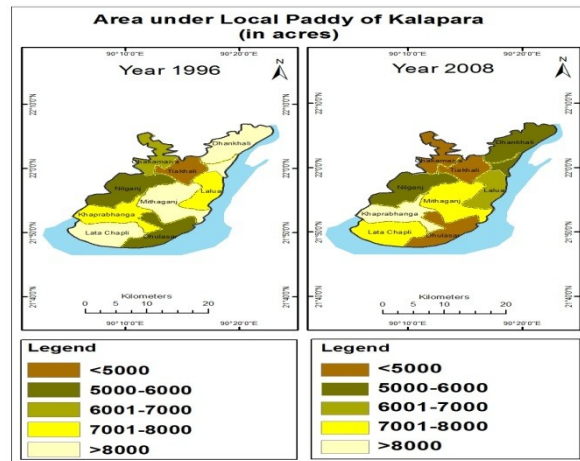 Area under Local Paddy of Kalapara
(in acres)
90°10'0"E 90°20'0"E
90°10'0"E 90°20'0"E
Year 1996
N
Year 2008
N
22°10'0"N
22°0'0"N
21°50'0"N
21°40'0"N
Dhankhali
Tiakhali
Nilganj
Lalua
Mithaganj
Khaprabhanga
Lata Chapli
Dhulasar
Dhankhali
Tiakhali
Nilganj
Lalua
Mithaganj
Khaprabhanga
Lata Chapli
Dhulasar
22°10'0"N
22°0'0"N
21°50'0"N
21°40'0"N
Kilometers
0 5 10 20
Kilometers
0 5 10 20
90°10'0"E 90°20'0"E
90°10'0"E 90°20'0"E
Legend
<5000
5000-6000
6001-7000
7001-8000
>8000
Legend
<5000
5000-6000
6001-7000
7001-8000
>8000